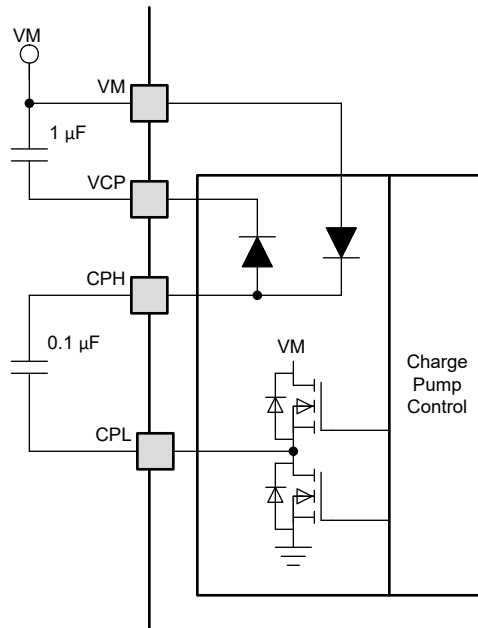 VM
VM
1 µF
VCP
CPH
0.1 µF
VM
Charge
Pump
Control
CPL